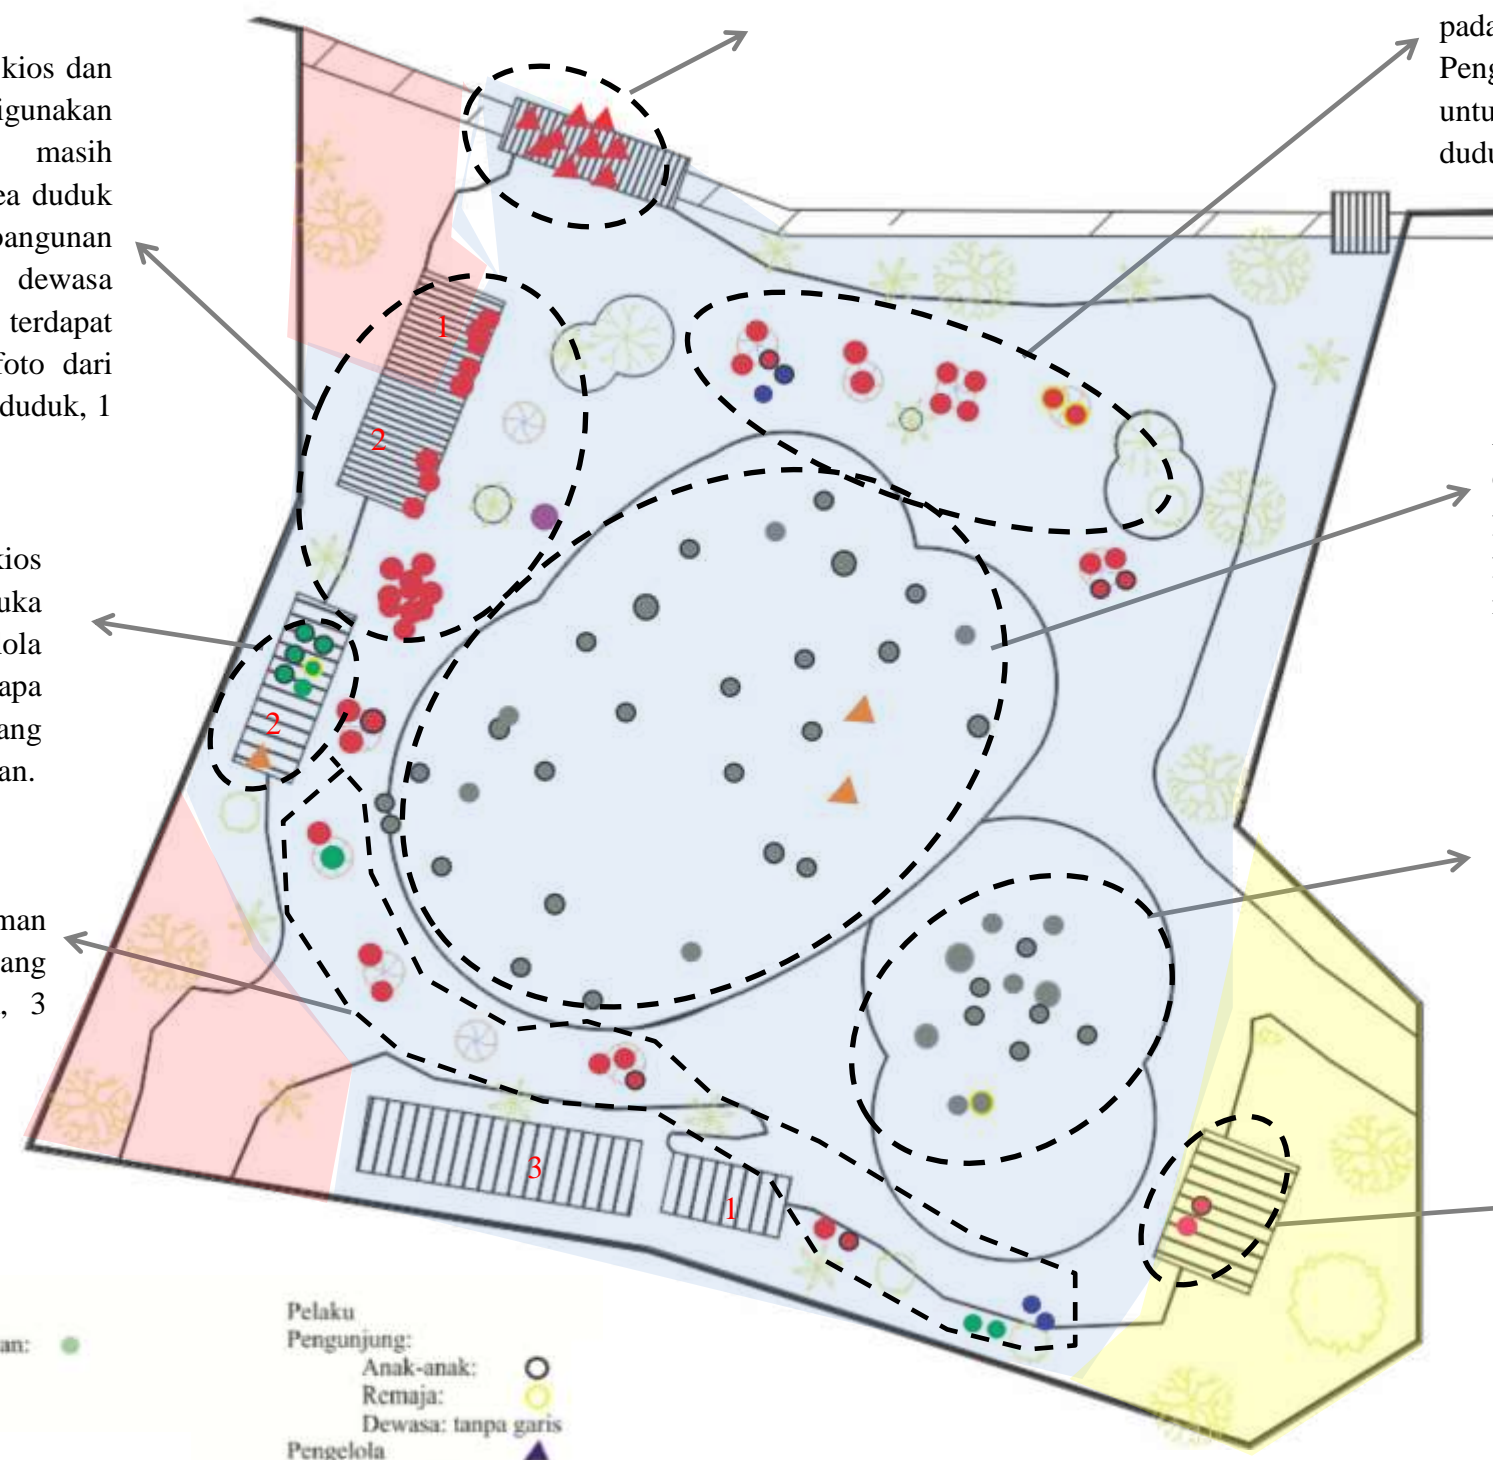 kios dan
igunakan
masih
ea duduk
bangunan
dewasa
terdapat
foto dari
duduk, 1
kios
uka
lola
apa
ang
an.
man
ang
, 3
pada
Peng
untu
dudu
1
2
2
3
1
an:
Pelaku
Pengunjung:
Anak-anak:
Remaja:
Dewasa: tanpa garis
Pengelola